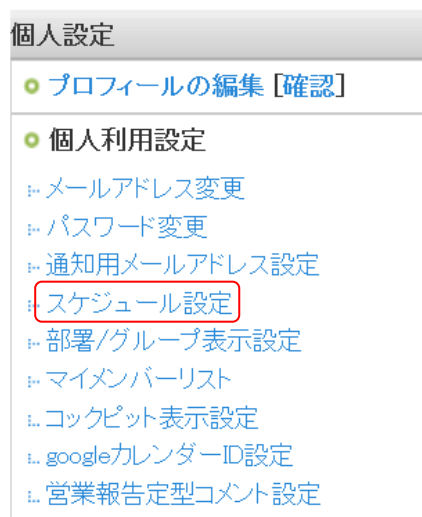 個人設定
プロフィールの編集 [確認]
個人利用設定
メールアドレス変更
パスワード変更
通知用メールアドレス設定
スケジュール設定
部署/グループ表示設定
マイメンバーリスト
コックピット表示設定
googleカレンダーID設定
営業報告定型コメント設定